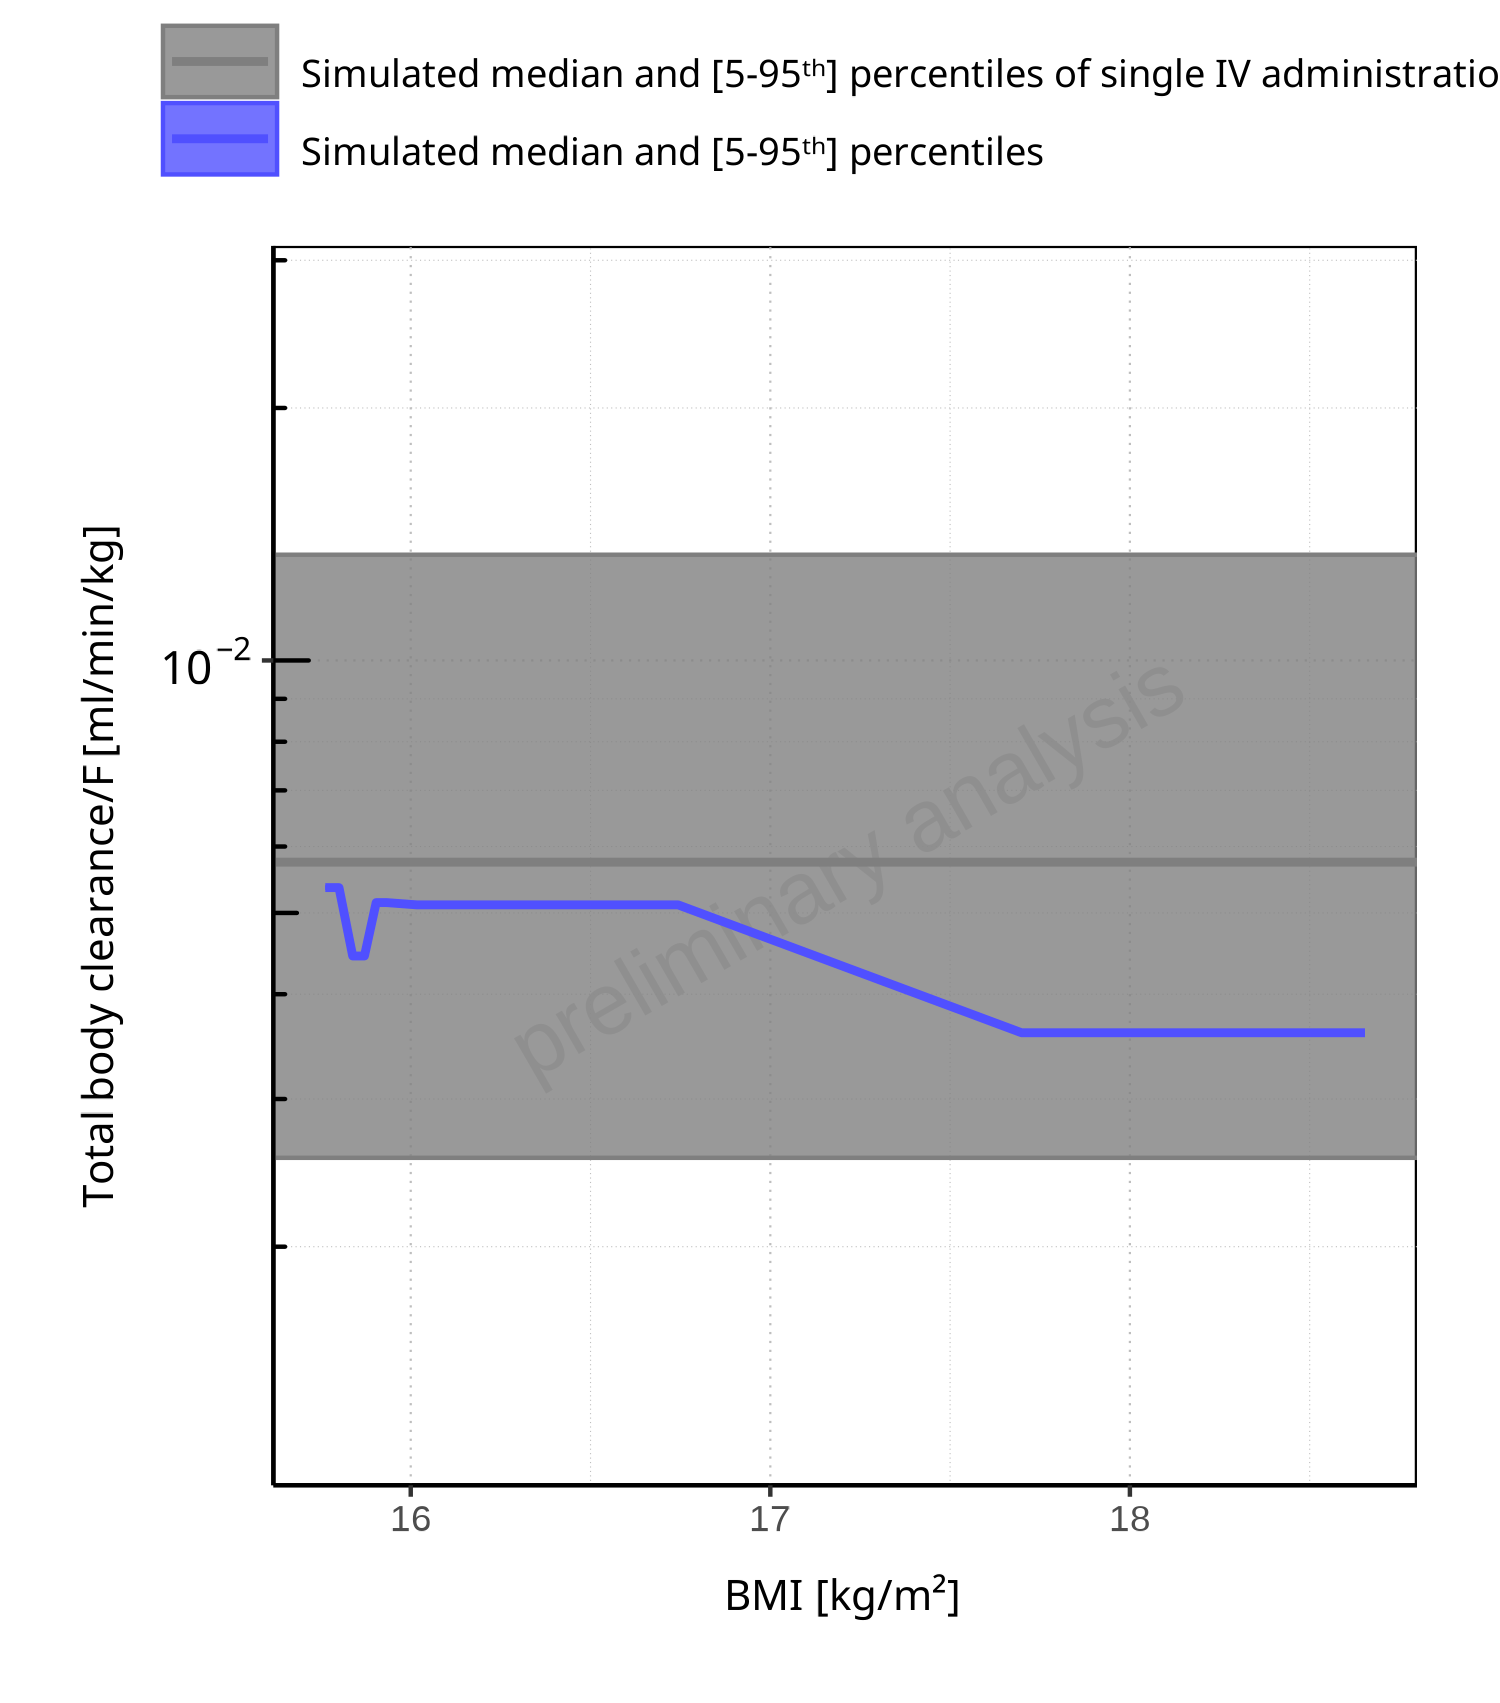 Simulated median and [5-95ᵗʰ] percentiles of single IV administratio
Simulated median and [5-95ᵗʰ] percentiles
Total body clearance/F [ml/min/kg]
10⁻²
preliminary analysis
16 17 18
BMI [kg/m²]